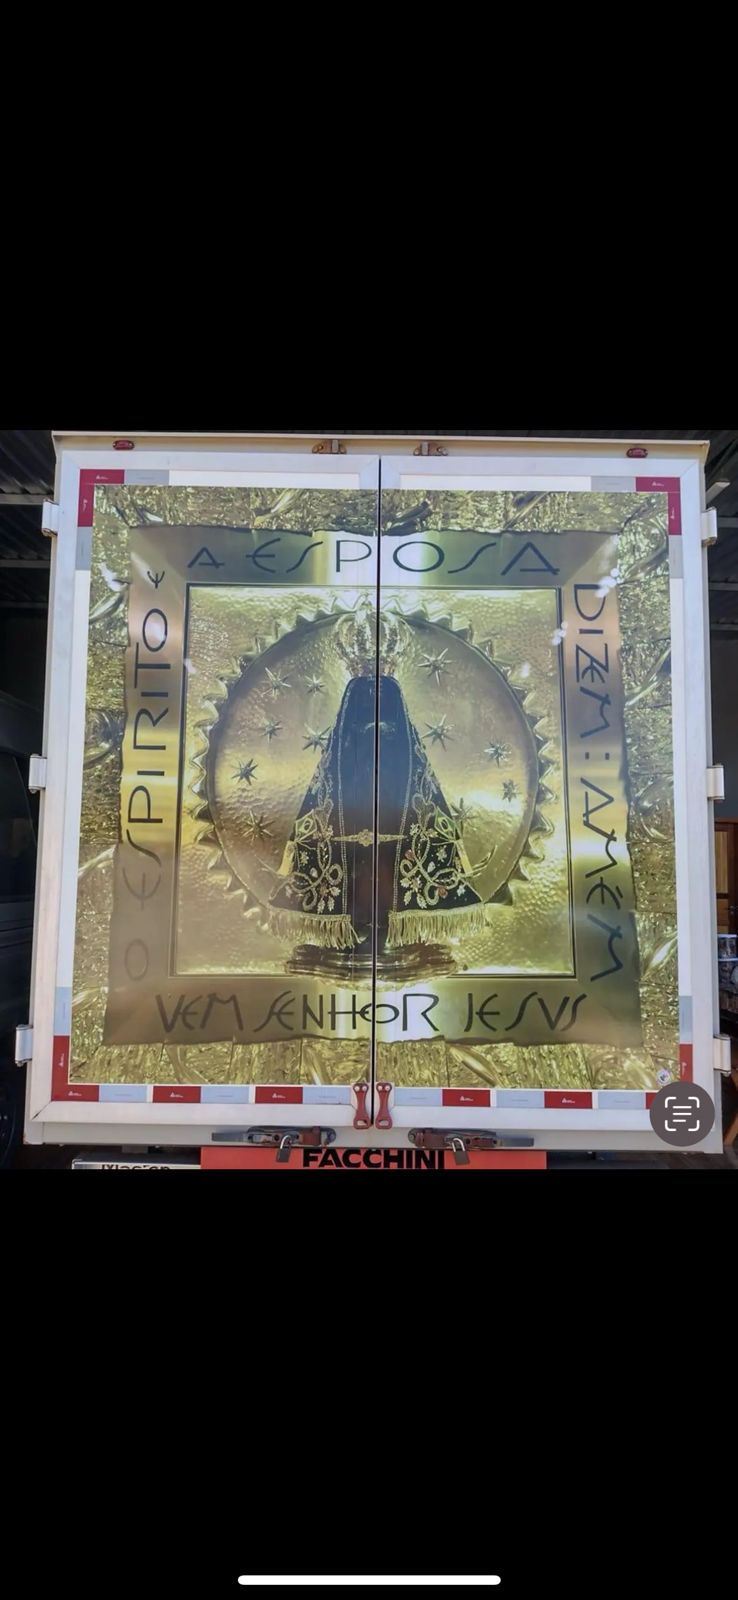 O ESPIRITO E
A ESPOSA
DIZEM: AMÉM
VEM SENHOR JESUS
FACCHINI